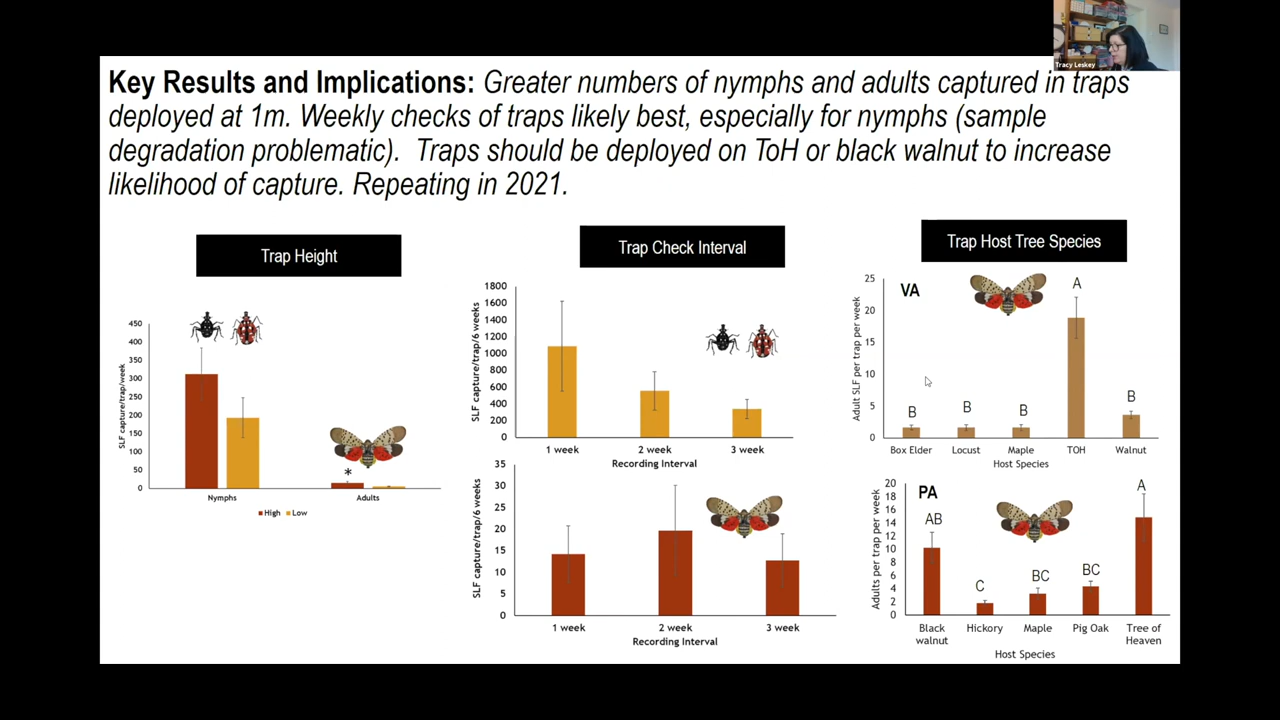 Tracy Leskey
Key Results and Implications: Greater numbers of nymphs and adults captured in traps
deployed at 1m. Weekly checks of traps likely best, especially for nymphs (sample
degradation problematic). Traps should be deployed on ToH or black walnut to increase
likelihood of capture. Repeating in 2021.
Trap Height
SLF capture/trap/week
450
400
350
300
250
200
150
100
50
0
*
Nymphs
Adults
High
Low
Trap Check Interval
SLF capture/trap/6 weeks
1800
1600
1400
1200
1000
800
600
400
200
0
1 week
2 week
3 week
Recording Interval
SLF capture/trap/6 weeks
35
30
25
20
15
10
5
0
1 week
2 week
3 week
Recording Interval
Trap Host Tree Species
VA
Adult SLF per trap per week
25
20
15
10
5
0
B
B
B
A
B
Box Elder
Locust
Maple
TOH
Walnut
Host Species
PA
Adults per trap per week
20
18
16
14
12
10
8
6
4
2
0
AB
C
BC
BC
A
Black
walnut
Hickory
Maple
Pig Oak
Tree of
Heaven
Host Species